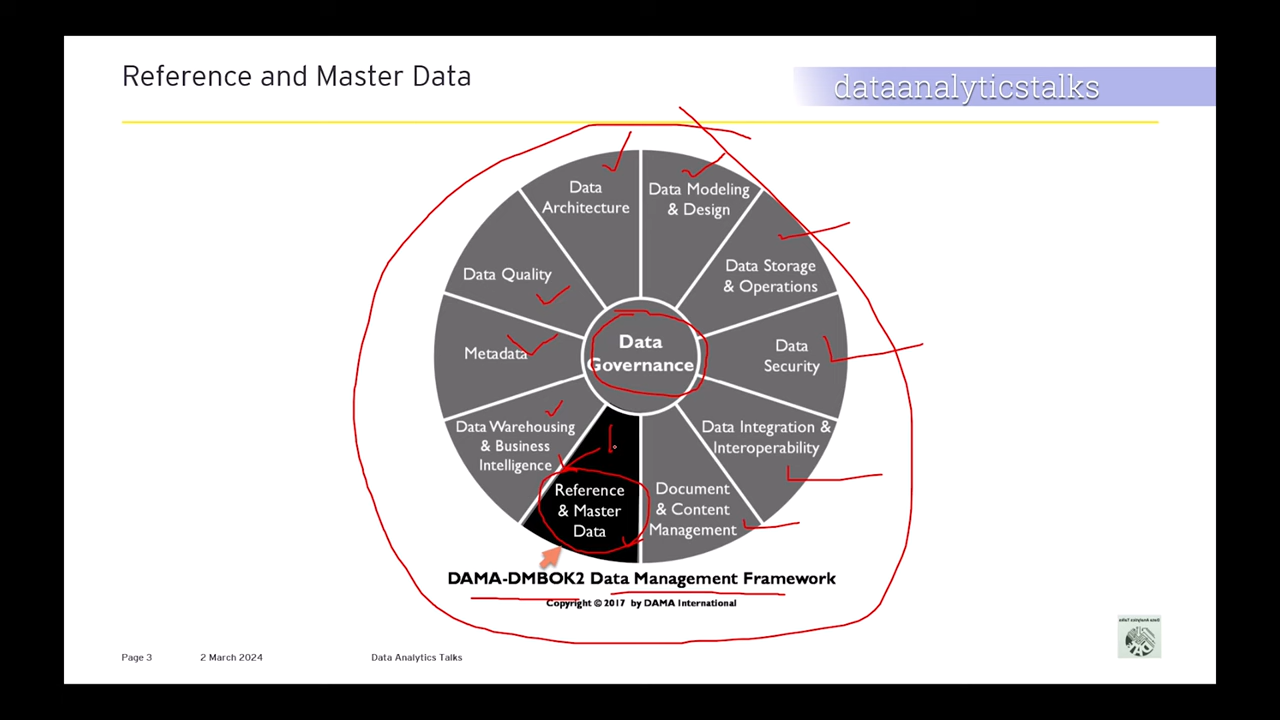 Reference and Master Data
dataanalyticstalks
Data
Architecture
Data Modeling
& Design
Data Quality
Data Storage
& Operations
Metadata
Data
Governance
Data
Security
Data Warehousing
& Business
Intelligence
Data Integration &
Interoperability
Reference
& Master
Data
Document
& Content
Management
DAMA-DMBOK2 Data Management Framework
Copyright © 2017 by DAMA International
Page 3
2 March 2024
Data Analytics Talks